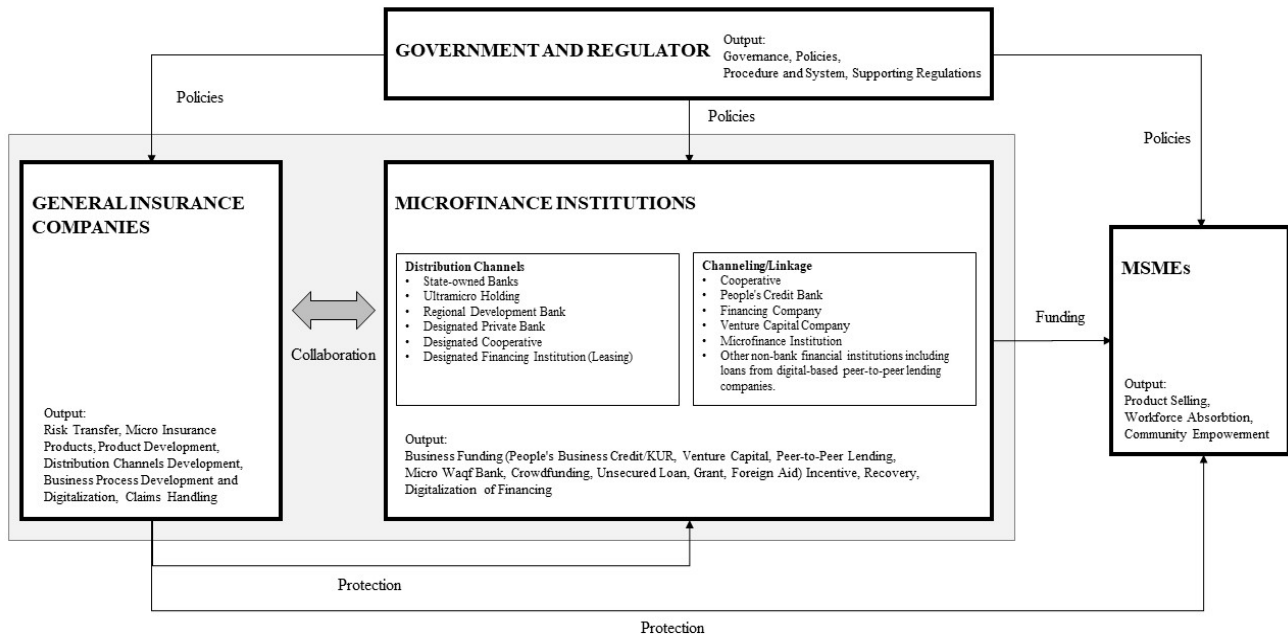 GOVERNMENT AND REGULATOR
Output:
Governance, Policies,
Procedure and System, Supporting Regulations
Policies
Policies
Policies
GENERAL INSURANCE
COMPANIES
Output:
Risk Transfer, Micro Insurance
Products, Product Development,
Distribution Channels Development,
Business Process Development and
Digitalization, Claims Handling
Collaboration
MICROFINANCE INSTITUTIONS
Distribution Channels
• State-owned Banks
• Ultramicro Holding
• Regional Development Bank
• Designated Private Bank
• Designated Cooperative
• Designated Financing Institution (Leasing)
Channeling/Linkage
• Cooperative
• People's Credit Bank
• Financing Company
• Venture Capital Company
• Microfinance Institution
• Other non-bank financial institutions including
loans from digital-based peer-to-peer lending
companies.
Output:
Business Funding (People's Business Credit/KUR, Venture Capital, Peer-to-Peer Lending,
Micro Waqf Bank, Crowdfunding, Unsecured Loan, Grant, Foreign Aid) Incentive, Recovery,
Digitalization of Financing
Funding
MSMEs
Output:
Product Selling,
Workforce Absorbtion,
Community Empowerment
Protection
Protection